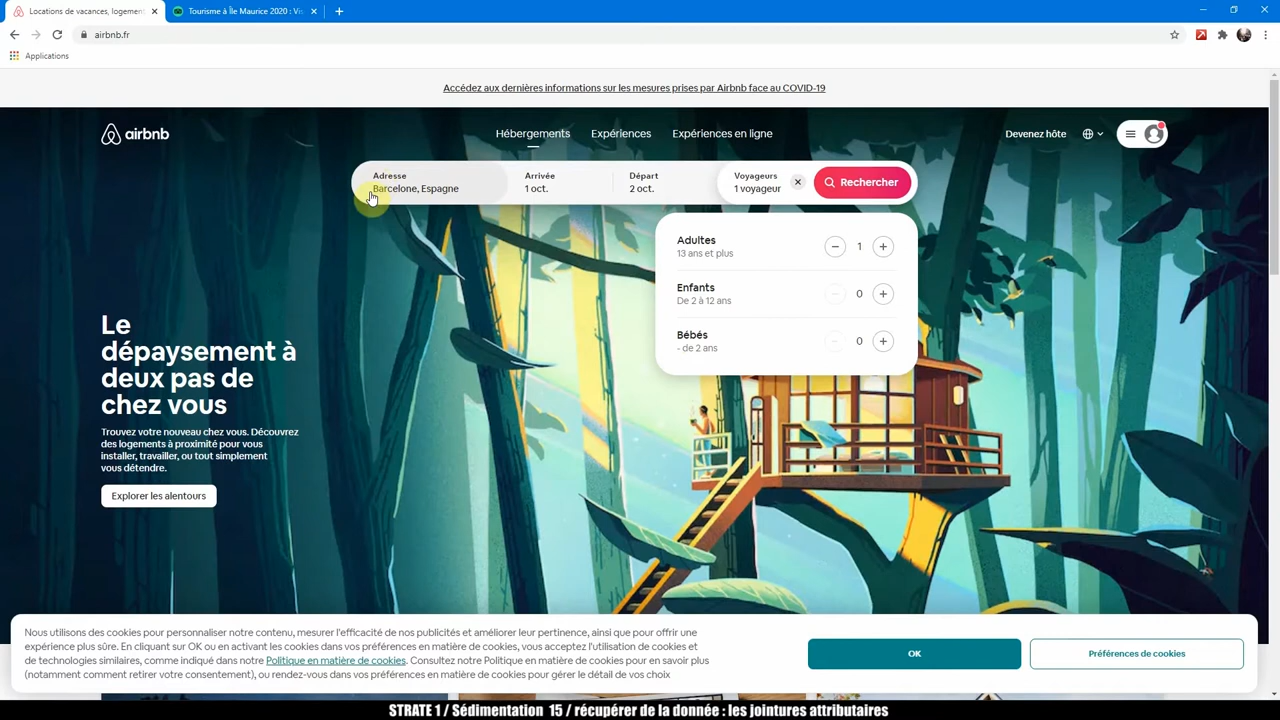 Locations de vacances, logement
Tourisme à Île Maurice 2020 : Vis
airbnb.fr
Applications
Accédez aux dernières informations sur les mesures prises par Airbnb face au COVID-19
airbnb
Hébergements
Expériences
Expériences en ligne
Devenez hôte
Adresse
Barcelone, Espagne
Arrivée
1 oct.
Départ
2 oct.
Voyageurs
1 voyageur
Rechercher
Adultes
13 ans et plus
1
Enfants
De 2 à 12 ans
0
Bébés
- de 2 ans
0
Le
dépaysement à
deux pas de
chez vous
Trouvez votre nouveau chez vous. Découvrez
des logements à proximité pour vous
installer, travailler, ou tout simplement
vous détendre.
Explorer les alentours
Nous utilisons des cookies pour personnaliser notre contenu, mesurer l'efficacité de nos publicités et améliorer leur pertinence, ainsi que pour offrir une
expérience plus sûre. En cliquant sur OK ou en activant les cookies dans vos préférences en matière de cookies, vous acceptez l'utilisation de cookies et
de technologies similaires, comme indiqué dans notre Politique en matière de cookies. Consultez notre Politique en matière de cookies pour en savoir plus
(notamment comment retirer votre consentement), ou rendez-vous dans vos préférences en matière de cookies pour gérer le détail de vos choix
OK
Préférences de cookies
STRATE 1 / Sédimentation 15 / récupérer de la donnée : les jointures attributaires